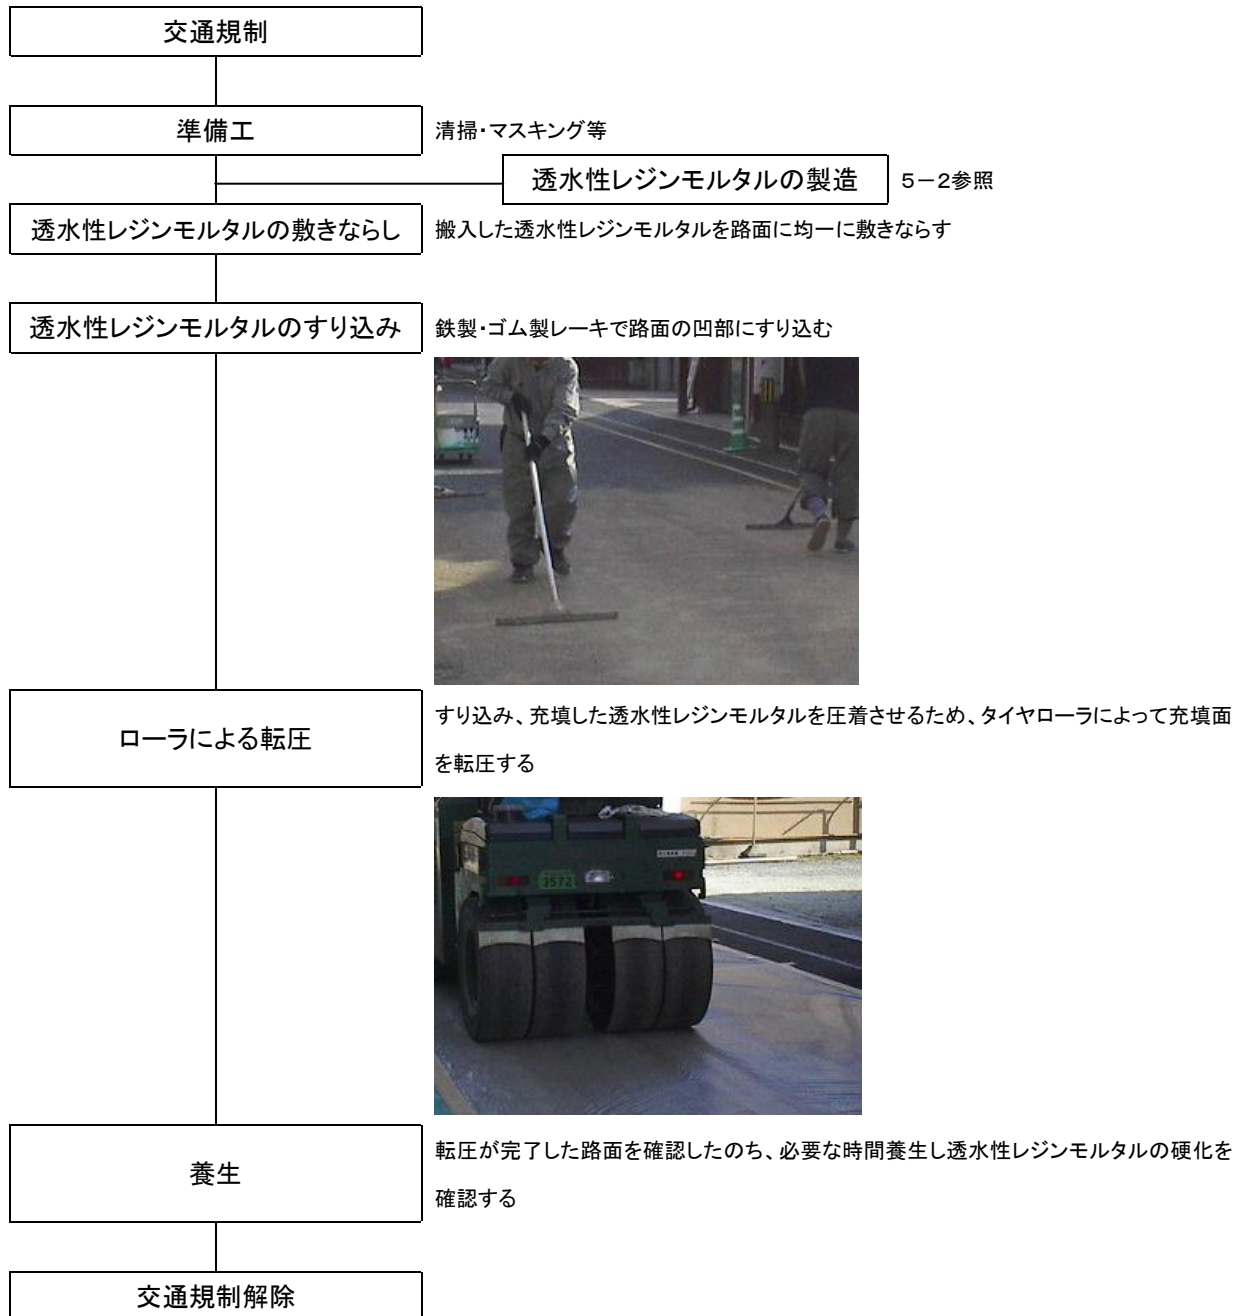 交通規制
準備工
清掃・マスキング等
透水性レジンモルタルの製造
5－2参照
透水性レジンモルタルの敷きならし
搬入した透水性レジンモルタルを路面に均一に敷きならす
透水性レジンモルタルのすり込み
鉄製・ゴム製レーキで路面の凹部にすり込む
ローラによる転圧
すり込み、充填した透水性レジンモルタルを圧着させるため、タイヤローラによって充填面
を転圧する
3572
養生
転圧が完了した路面を確認したのち、必要な時間養生し透水性レジンモルタルの硬化を
確認する
交通規制解除